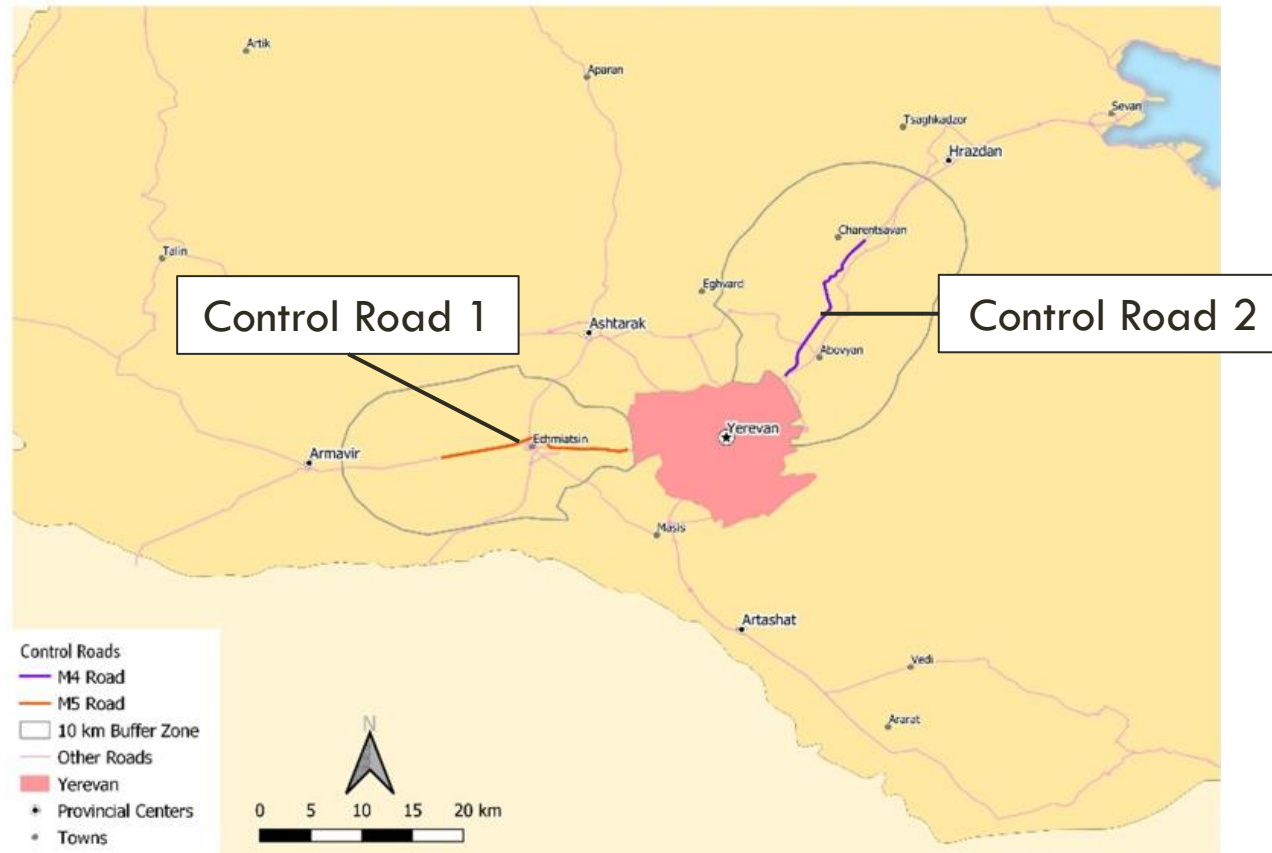 Artik
Aparan
Sevan
Tsaghkadzor
Hrazdan
Charentsavan
Talin
Eghvard
Control Road 1
Control Road 2
Ashtarak
Abovyan
Yerevan
Echmiatsin
Armavir
Masis
Artashat
Vedi
Ararat
Control Roads
M4 Road
M5 Road
10 km Buffer Zone
Other Roads
Yerevan
Provincial Centers
Towns
N
0 5 10 15 20 km